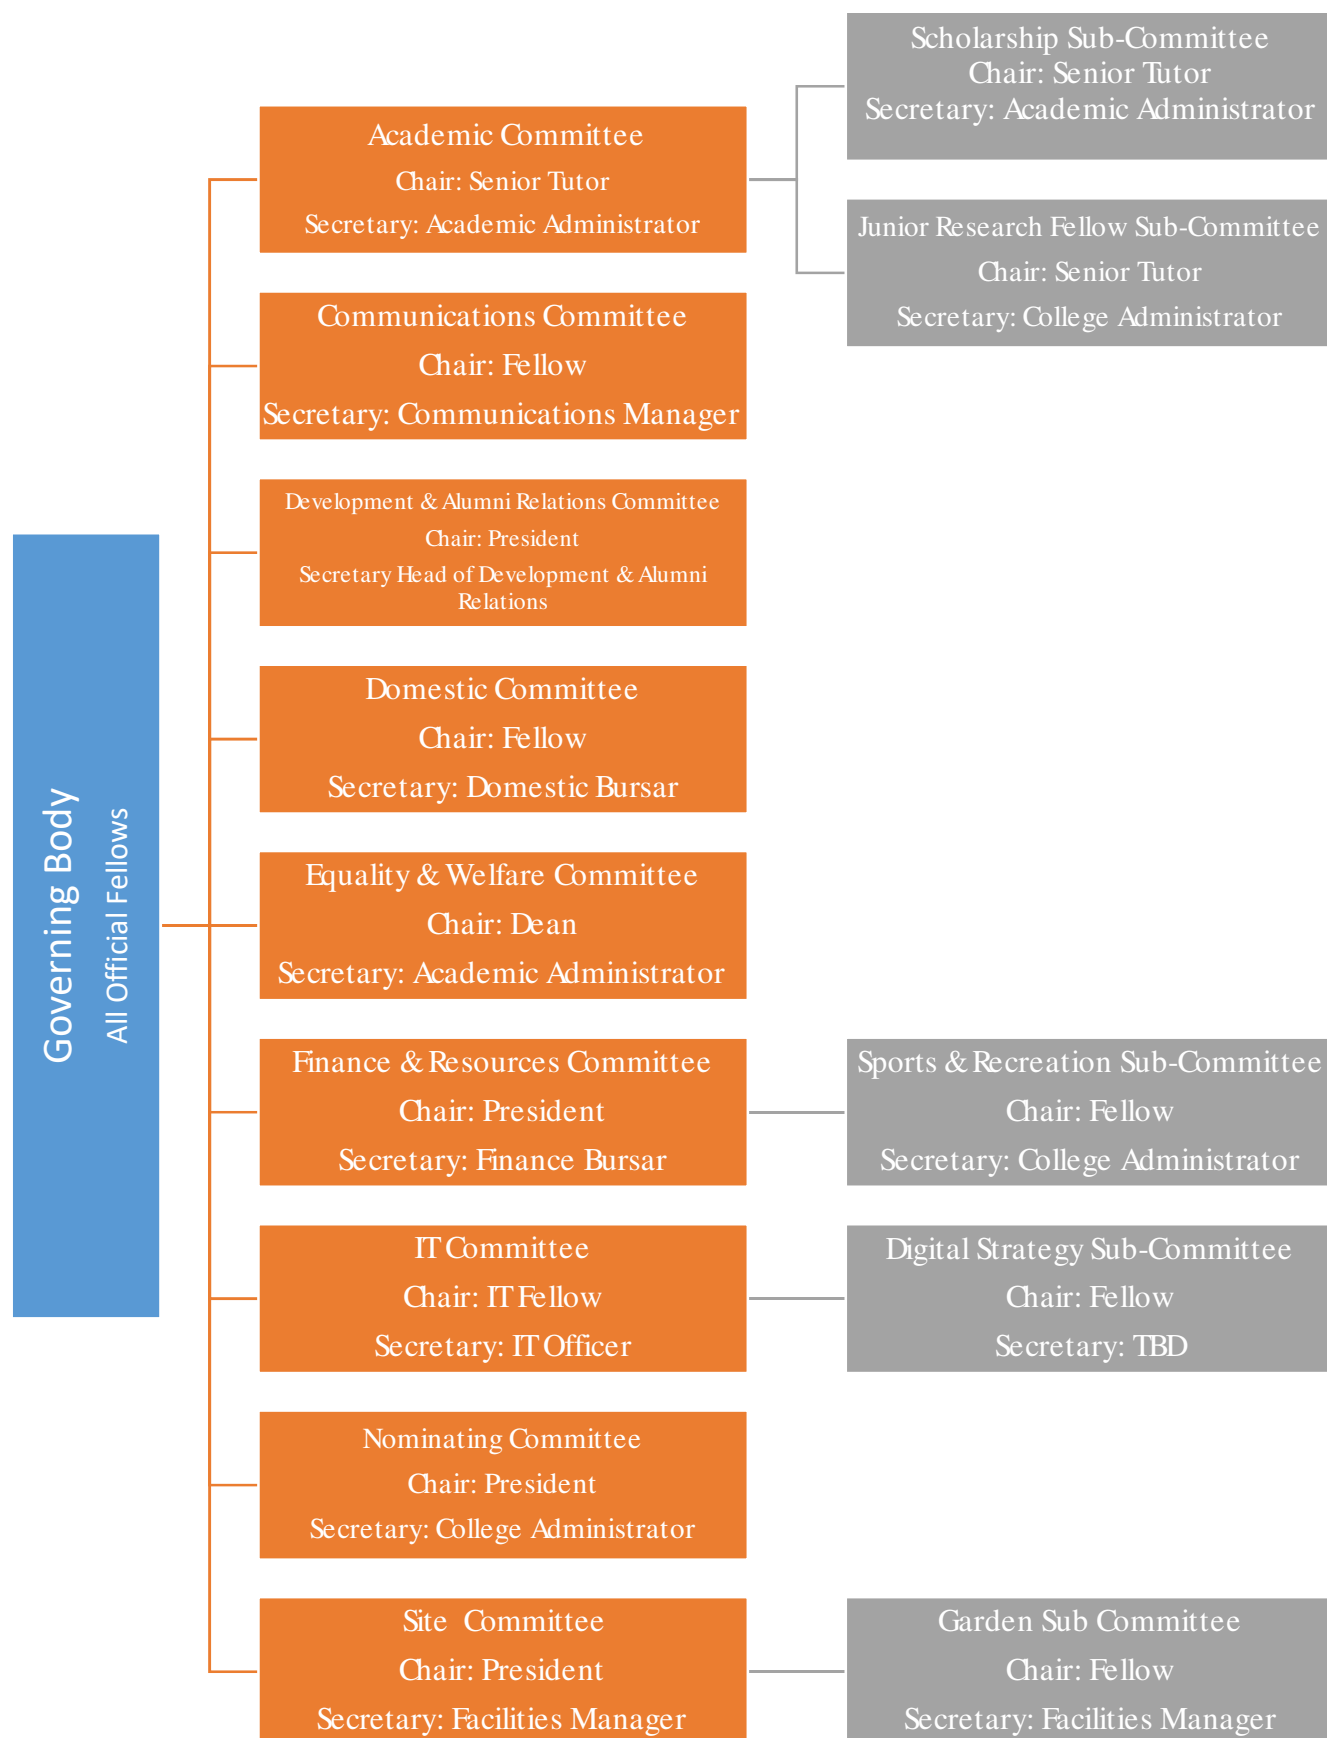 Governing Body
All Official Fellows
Academic Committee
Chair: Senior Tutor
Secretary: Academic Administrator
Scholarship Sub-Committee
Chair: Senior Tutor
Secretary: Academic Administrator
Junior Research Fellow Sub-Committee
Chair: Senior Tutor
Secretary: College Administrator
Communications Committee
Chair: Fellow
Secretary: Communications Manager
Development & Alumni Relations Committee
Chair: President
Secretary Head of Development & Alumni
Relations
Domestic Committee
Chair: Fellow
Secretary: Domestic Bursar
Equality & Welfare Committee
Chair: Dean
Secretary: Academic Administrator
Finance & Resources Committee
Chair: President
Secretary: Finance Bursar
Sports & Recreation Sub-Committee
Chair: Fellow
Secretary: College Administrator
IT Committee
Chair: IT Fellow
Secretary: IT Officer
Digital Strategy Sub-Committee
Chair: Fellow
Secretary: TBD
Nominating Committee
Chair: President
Secretary: College Administrator
Site Committee
Chair: President
Secretary: Facilities Manager
Garden Sub Committee
Chair: Fellow
Secretary: Facilities Manager